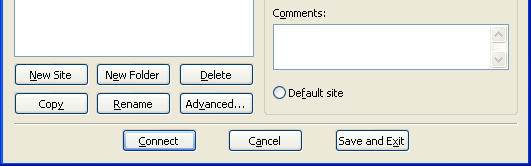 Comments:
New Site New Folder Delete
Default site
Copy Rename Advanced...
Connect Cancel Save and Exit